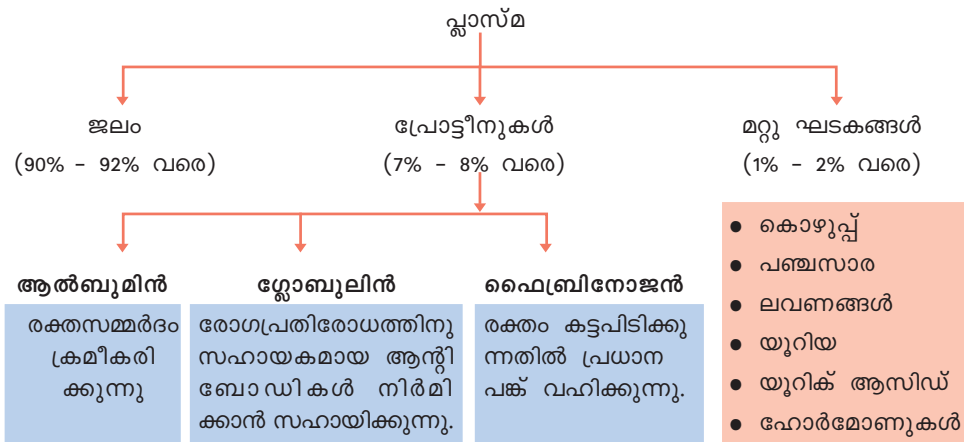 പ്ലാസ്മ
ജലം
(90% - 92% വരെ)
പ്രോട്ടീനുകൾ
(7% - 8% വരെ)
മറ്റു ഘടകങ്ങൾ
(1% - 2% വരെ)
ആൽബുമിൻ
രക്തസമ്മർദം
ക്രമീകരി
ക്കുന്നു
ഗ്ലോബുലിൻ
രോഗപ്രതിരോധത്തിനു
സഹായകമായ ആന്റി
ബോഡികൾ നിർമി
ക്കാൻ സഹായിക്കുന്നു.
ഫൈബ്രിനോജൻ
രക്തം കട്ടപിടിക്കു
ന്നതിൽ പ്രധാന
പങ്ക് വഹിക്കുന്നു.
● കൊഴുപ്പ്
● പഞ്ചസാര
● ലവണങ്ങൾ
● യൂറിയ
● യൂറിക് ആസിഡ്
● ഹോർമോണുകൾ